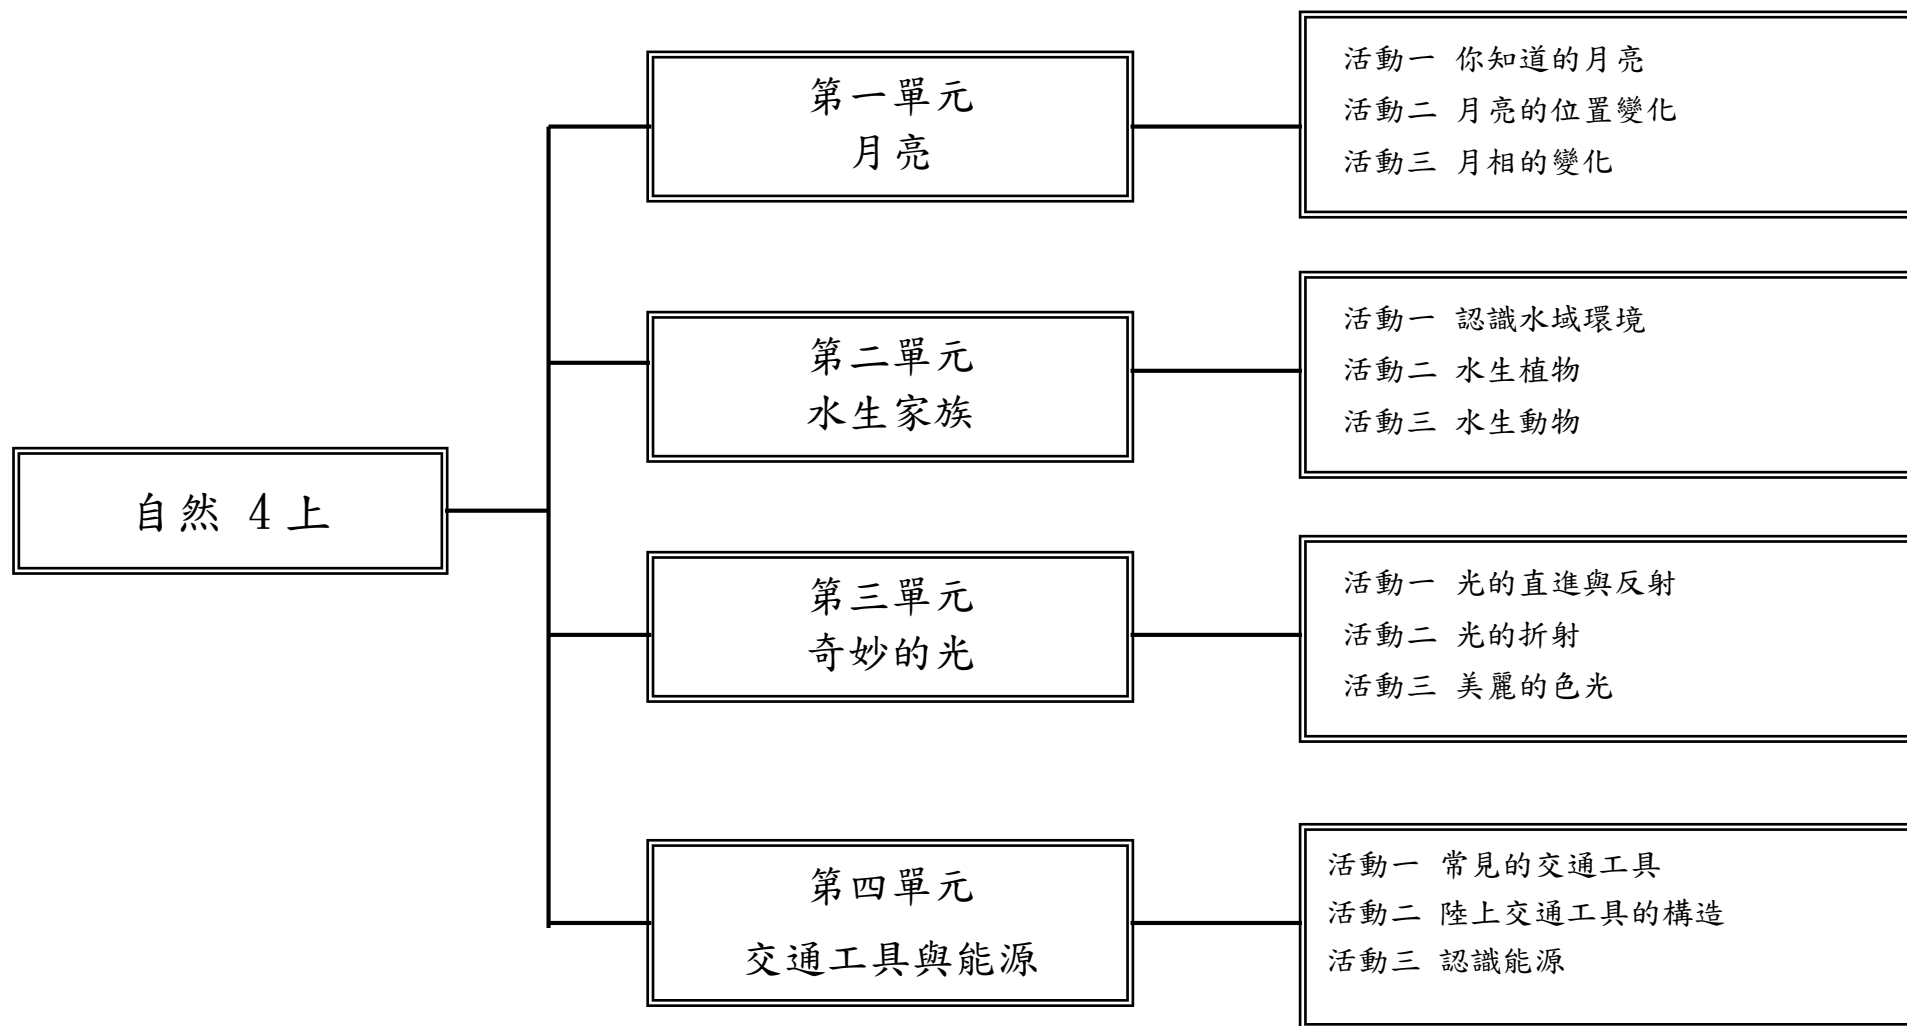 自然 4上
第一單元
月亮
活動一 你知道的月亮
活動二 月亮的位置變化
活動三 月相的變化
第二單元
水生家族
活動一 認識水域環境
活動二 水生植物
活動三 水生動物
第三單元
奇妙的光
活動一 光的直進與反射
活動二 光的折射
活動三 美麗的色光
第四單元
交通工具與能源
活動一 常見的交通工具
活動二 陸上交通工具的構造
活動三 認識能源